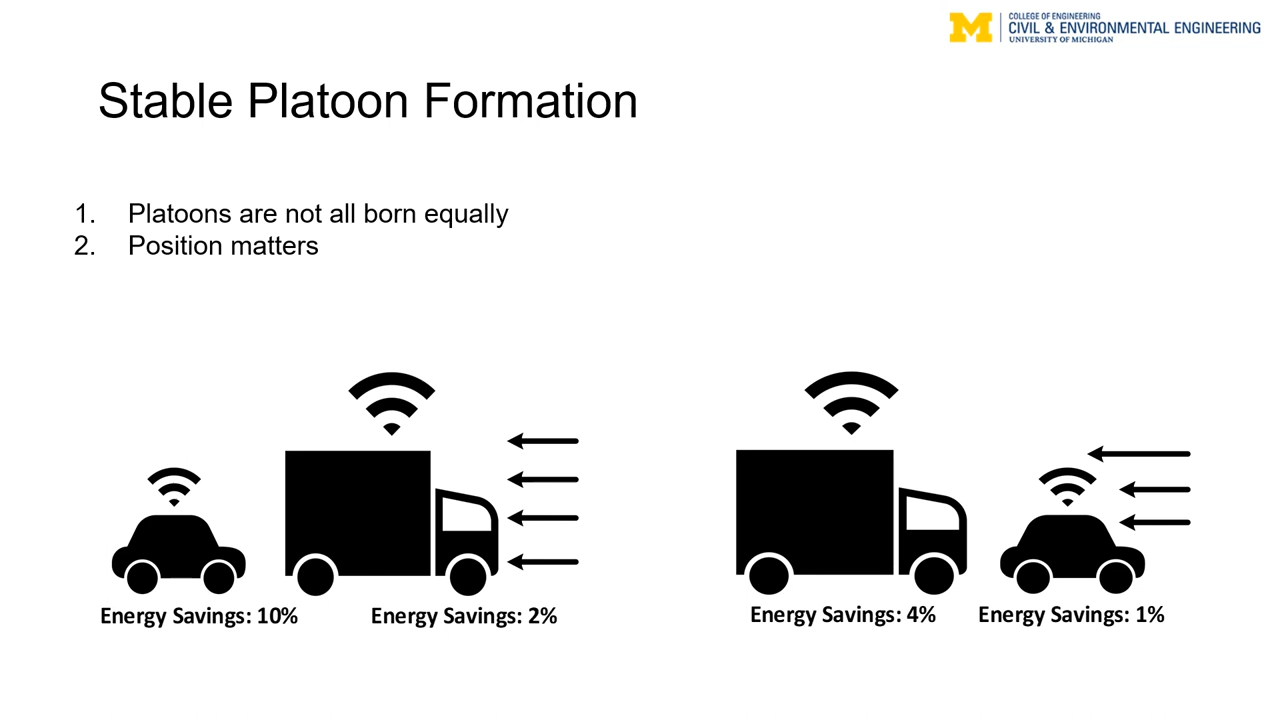 M
COLLEGE OF ENGINEERING
CIVIL & ENVIRONMENTAL ENGINEERING
UNIVERSITY OF MICHIGAN
Stable Platoon Formation
1. Platoons are not all born equally
2. Position matters
Energy Savings: 10%
Energy Savings: 2%
Energy Savings: 4%
Energy Savings: 1%